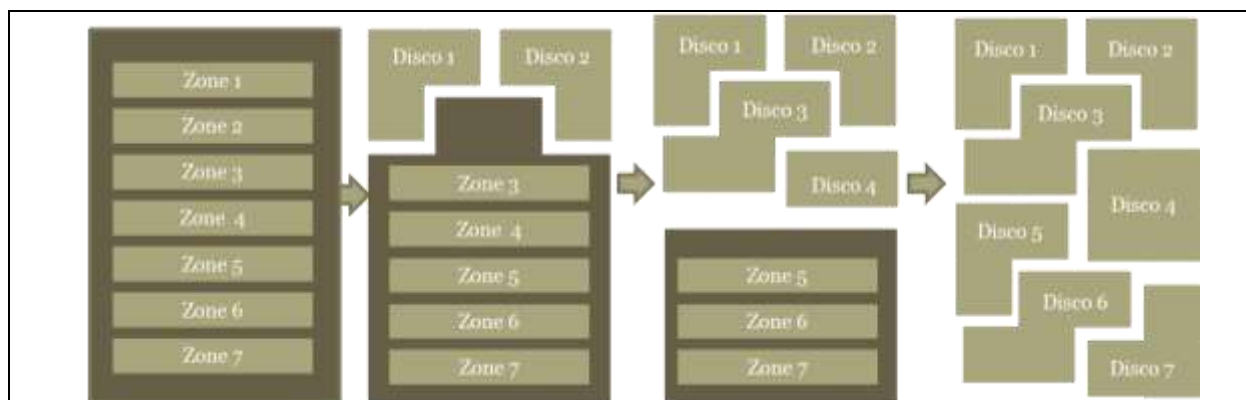 Zone 1
Zone 2
Zone 3
Zone 4
Zone 5
Zone 6
Zone 7
Disco 1
Disco 2
Zone 3
Zone 4
Zone 5
Zone 6
Zone 7
Disco 1
Disco 2
Disco 3
Disco 4
Zone 5
Zone 6
Zone 7
Disco 1
Disco 2
Disco 3
Disco 4
Disco 5
Disco 6
Disco 7